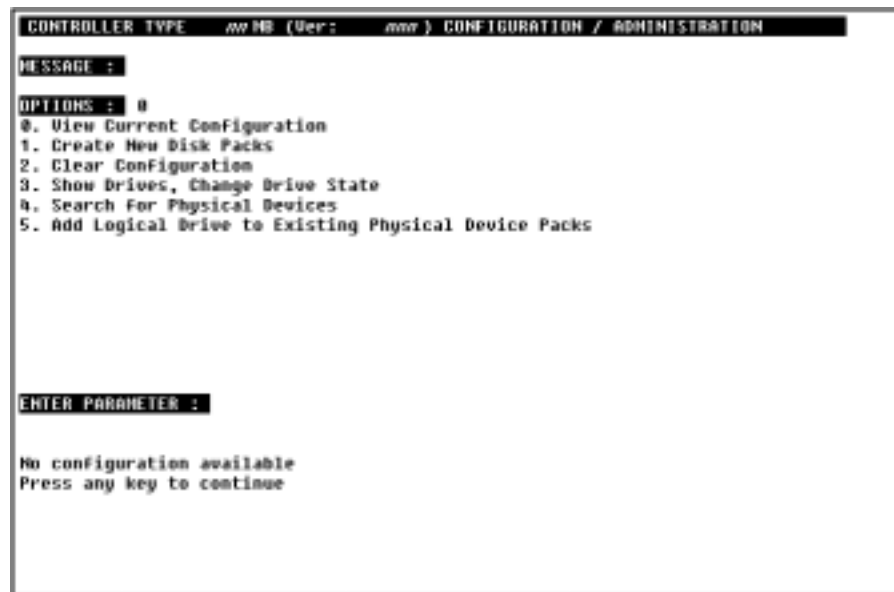 CONTROLLER TYPE nn MB (Ver: nnn ) CONFIGURATION / ADMINISTRATION
MESSAGE :
OPTIONS : 0
0. View Current Configuration
1. Create New Disk Packs
2. Clear Configuration
3. Show Drives, Change Drive State
4. Search For Physical Devices
5. Add Logical Drive to Existing Physical Device Packs
ENTER PARAMETER :
No configuration available
Press any key to continue